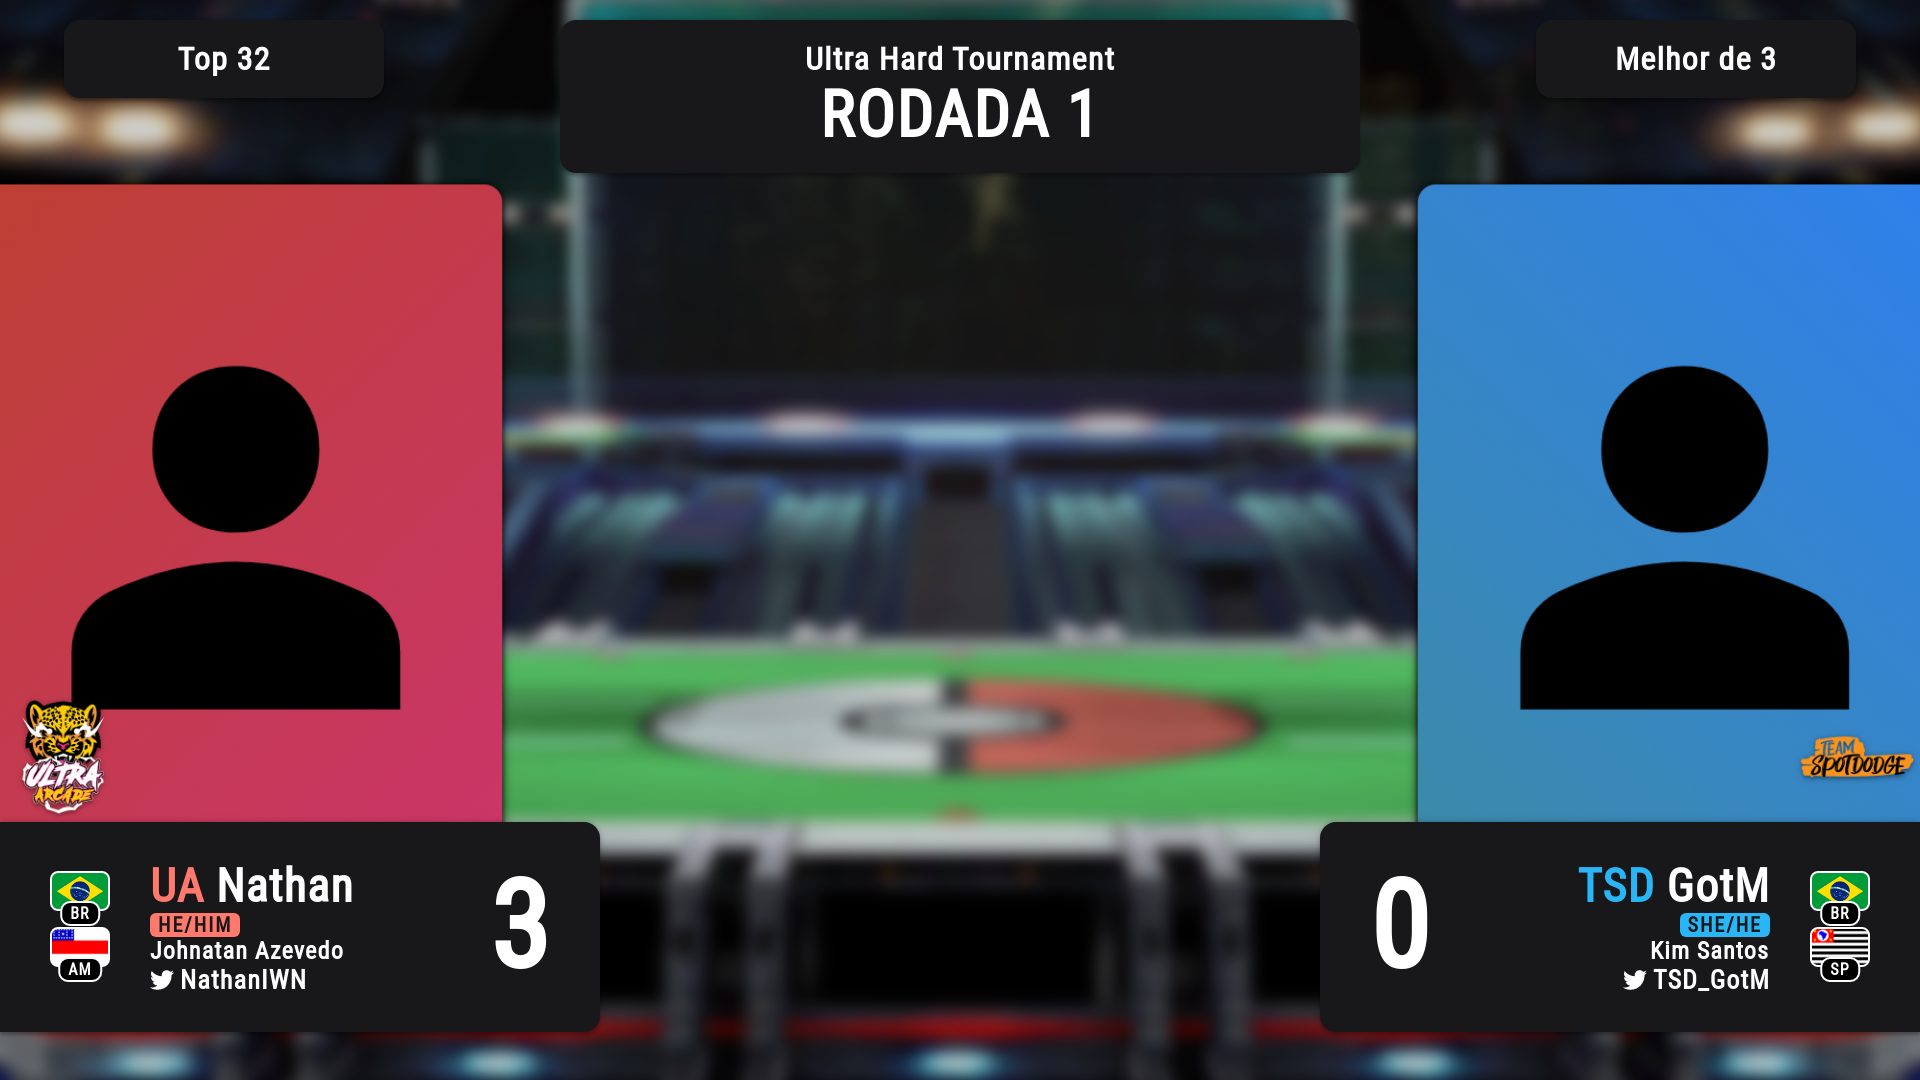 Top 32
Ultra Hard Tournament
RODADA 1
Melhor de 3
ULTRA
ARCADE
TEAM
SPOTDODGE
BR
AM
UA Nathan
HE/HIM
Johnatan Azevedo
NathanIWN
3
0
TSD GotM
SHE/HE
Kim Santos
TSD_GotM
BR
SP